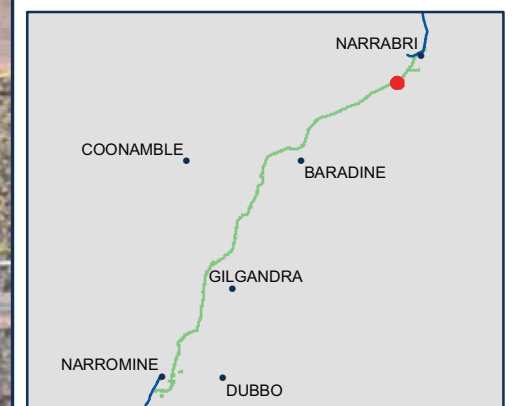 NARRABRI
COONAMBLE
BARADINE
GILGANDRA
NARROMINE
DUBBO